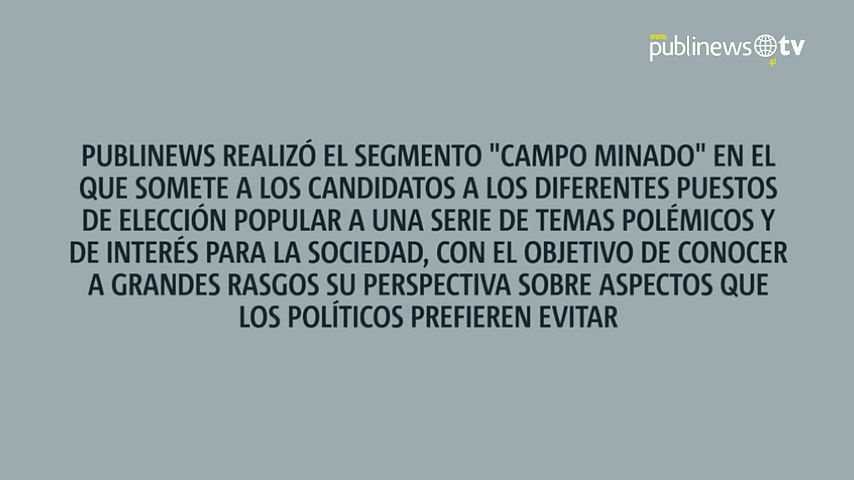 www.
publinews tv
.gt
PUBLINEWS REALIZÓ EL SEGMENTO "CAMPO MINADO" EN EL
QUE SOMETE A LOS CANDIDATOS A LOS DIFERENTES PUESTOS
DE ELECCIÓN POPULAR A UNA SERIE DE TEMAS POLÉMICOS Y
DE INTERÉS PARA LA SOCIEDAD, CON EL OBJETIVO DE CONOCER
A GRANDES RASGOS SU PERSPECTIVA SOBRE ASPECTOS QUE
LOS POLÍTICOS PREFIEREN EVITAR